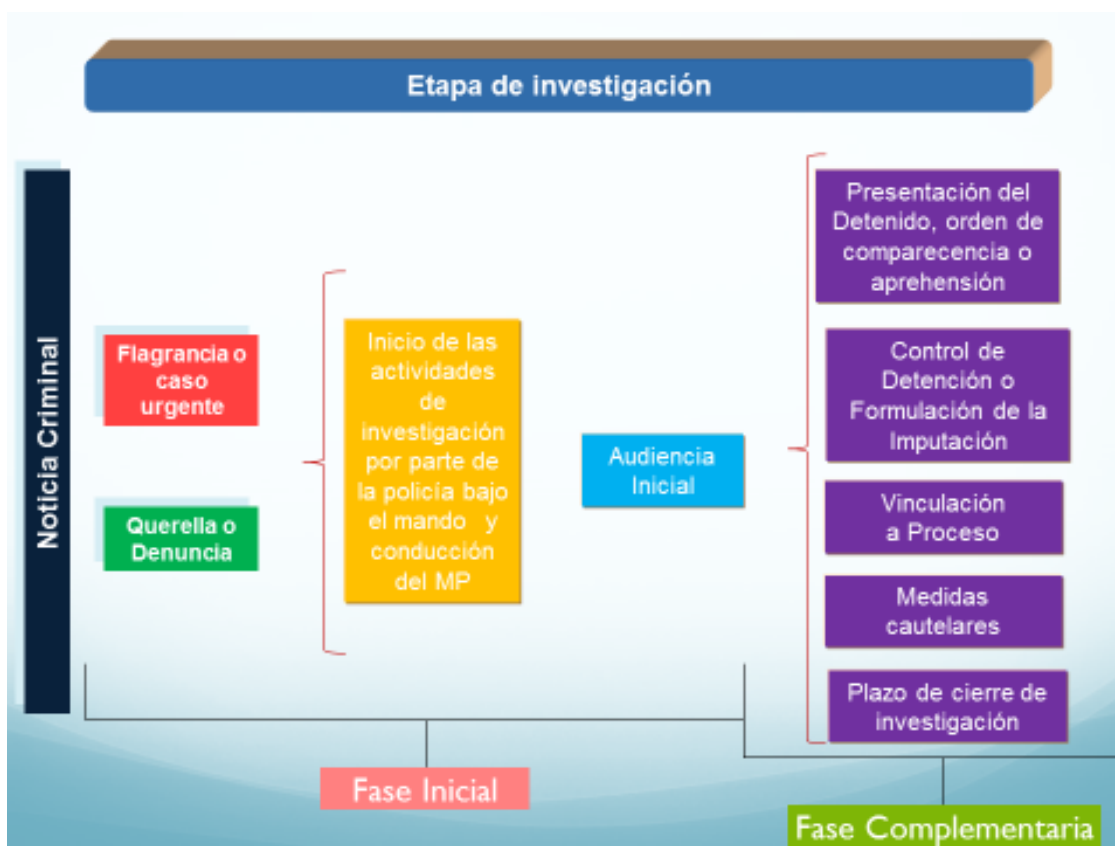 Etapa de investigación
Noticia Criminal
Flagrancia o
caso
urgente
Querella o
Denuncia
Inicio de las
actividades
de
investigación
por parte de
la policía bajo
el mando y
conducción
del MP
Audiencia
Inicial
Presentación del
Detenido, orden de
comparecencia o
aprehensión
Control de
Detención o
Formulación de la
Imputación
Vinculación
a Proceso
Medidas
cautelares
Plazo de cierre de
investigación
Fase Inicial
Fase Complementaria